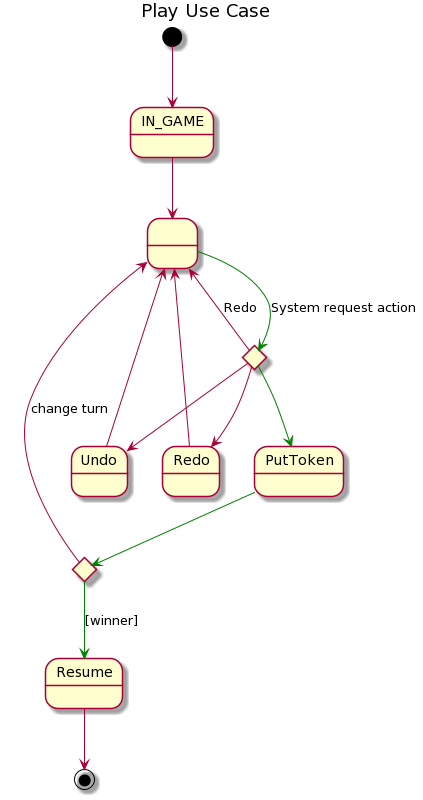 Play Use Case
IN_GAME
Redo
System request action
change turn
Undo
Redo
PutToken
[winner]
Resume